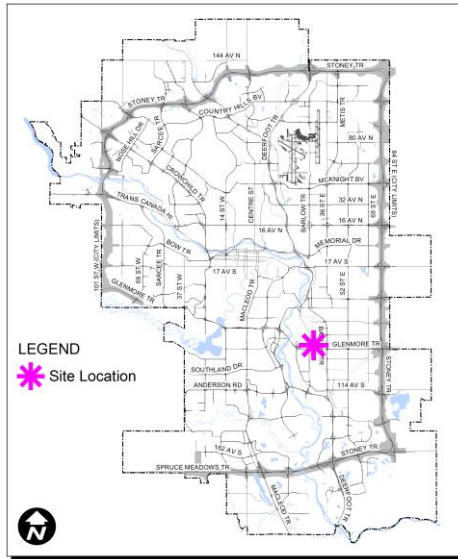 144 AV N
STONEY TR
STONEY TR
COUNTRY HILLS BV
METIS TR
NOSE HILL DR
SARCEE TR
DEERFOOT TR
80 AV N
CROWCHILD TR
MCKNIGHT BV
84 ST E (CITY LIMITS)
14 ST W
CENTRE ST
BARLOW TR
36 ST E
32 AV N
68 ST E
TRANS CANADA HI
16 AV N
16 AV N
101 ST W (CITY LIMITS)
BOW TR
MEMORIAL DR
69 ST W
SARCEE TR
37 ST W
17 AV S
17 AV S
52 ST E
GLENMORE TR
MACLEOD TR
GLENMORE TR
STONEY TR
LEGEND
Site Location
SOUTHLAND DR
ANDERSON RD
114 AV S
162 AV S
STONEY TR
SPRUCE MEADOWS TR
MACLEOD TR
DEERFOOT TR
N